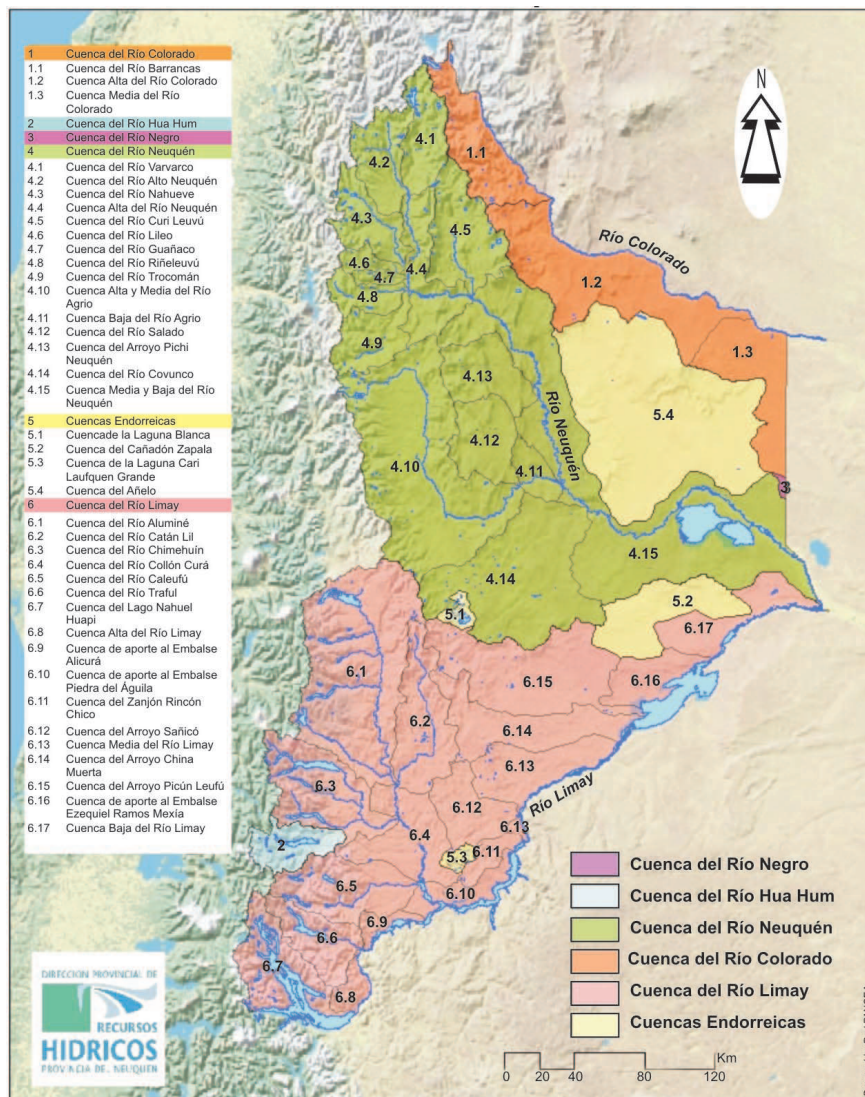 1 Cuenca del Río Colorado
1.1 Cuenca del Río Barrancas
1.2 Cuenca Alta del Río Colorado
1.3 Cuenca Media del Río
Colorado
2 Cuenca del Río Hua Hum
3 Cuenca del Río Negro
4 Cuenca del Río Neuquén
4.1 Cuenca del Río Varvarco
4.2 Cuenca del Río Alto Neuquén
4.3 Cuenca del Río Nahueve
4.4 Cuenca Alta del Río Neuquén
4.5 Cuenca del Río Curi Leuvú
4.6 Cuenca del Río Lileo
4.7 Cuenca del Río Guañaco
4.8 Cuenca del Río Riñeleuvú
4.9 Cuenca del Río Trocomán
4.10 Cuenca Alta y Media del Río
Agrio
4.11 Cuenca Baja del Río Agrio
4.12 Cuenca del Río Salado
4.13 Cuenca del Arroyo Pichi
Neuquén
4.14 Cuenca del Río Covunco
4.15 Cuenca Media y Baja del Río
Neuquén
5 Cuencas Endorreicas
5.1 Cuencade la Laguna Blanca
5.2 Cuenca del Cañadón Zapala
5.3 Cuenca de la Laguna Cari
Laufquen Grande
5.4 Cuenca del Añelo
6 Cuenca del Río Limay
6.1 Cuenca del Río Aluminé
6.2 Cuenca del Río Catán Lil
6.3 Cuenca del Río Chimehuín
6.4 Cuenca del Río Collón Curá
6.5 Cuenca del Río Caleufú
6.6 Cuenca del Río Traful
6.7 Cuenca del Lago Nahuel
Huapi
6.8 Cuenca Alta del Río Limay
6.9 Cuenca de aporte al Embalse
Alicurá
6.10 Cuenca de aporte al Embalse
Piedra del Águila
6.11 Cuenca del Zanjón Rincón
Chico
6.12 Cuenca del Arroyo Sañicó
6.13 Cuenca Media del Río Limay
6.14 Cuenca del Arroyo China
Muerta
6.15 Cuenca del Arroyo Picún Leufú
6.16 Cuenca de aporte al Embalse
Ezequiel Ramos Mexía
6.17 Cuenca Baja del Río Limay
N
4.1
4.2
1.1
4.3
4.5
Río Colorado
4.6
4.4
4.7
1.2
4.8
4.9
1.3
4.13
Río Neuquén
5.4
4.12
4.10
4.11
3
4.15
4.14
5.2
5.1
6.17
6.1
6.15
6.16
6.2
6.14
6.13
6.3
6.12
Río Limay
6.13
6.4
2
6.11
5.3
6.5
6.10
6.9
6.6
6.7
6.8
Cuenca del Río Negro
Cuenca del Río Hua Hum
Cuenca del Río Neuquén
Cuenca del Río Colorado
Cuenca del Río Limay
Cuencas Endorreicas
DIRECCION PROVINCIAL DE
RECURSOS
HIDRICOS
PROVINCIA DEL NEUQUEN
Km
0 20 40 80 120